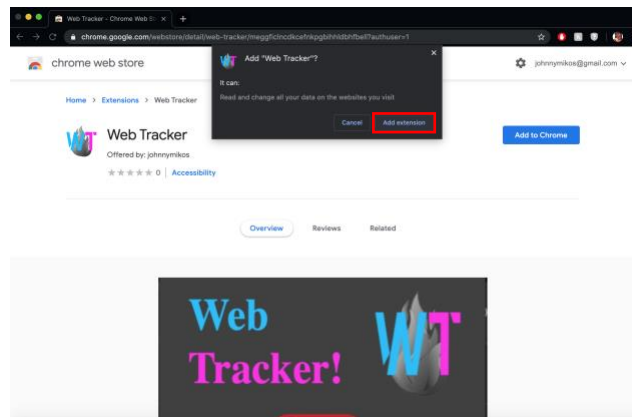 Web Tracker - Chrome Web St
chrome.google.com/webstore/detail/web-tracker/meggficlncdkcefnkpgbihhldbhfbell?authuser=1
chrome web store
Add "Web Tracker"?
johnnymikos@gmail.com
It can:
Read and change all your data on the websites you visit
Home > Extensions > Web Tracker
Cancel
Add extension
Web Tracker
Add to Chrome
Offered by: johnnymikos
0 | Accessibility
Overview
Reviews
Related
Web
Tracker!
WT